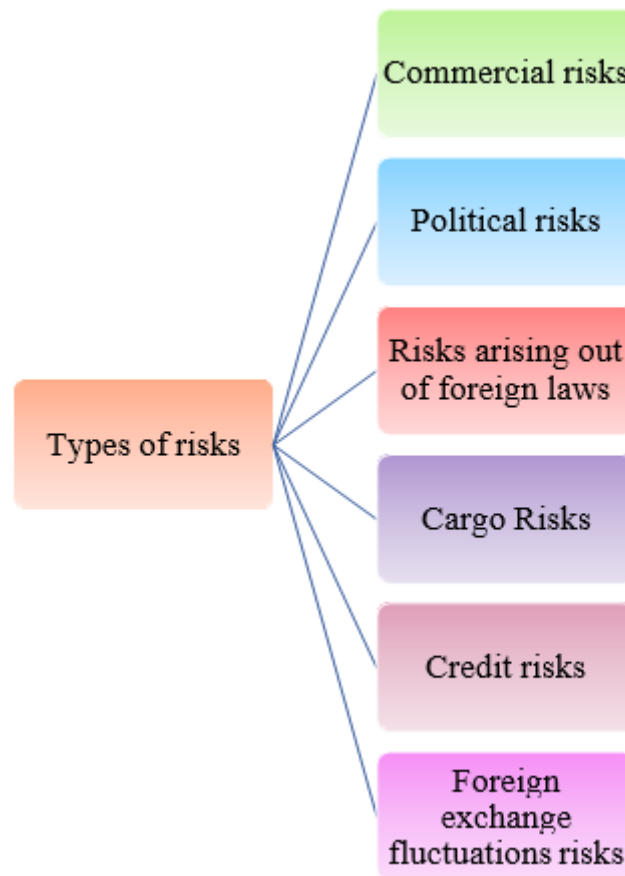 Commercial risks
Political risks
Risks arising out
of foreign laws
Types of risks
Cargo Risks
Credit risks
Foreign
exchange
fluctuations risks